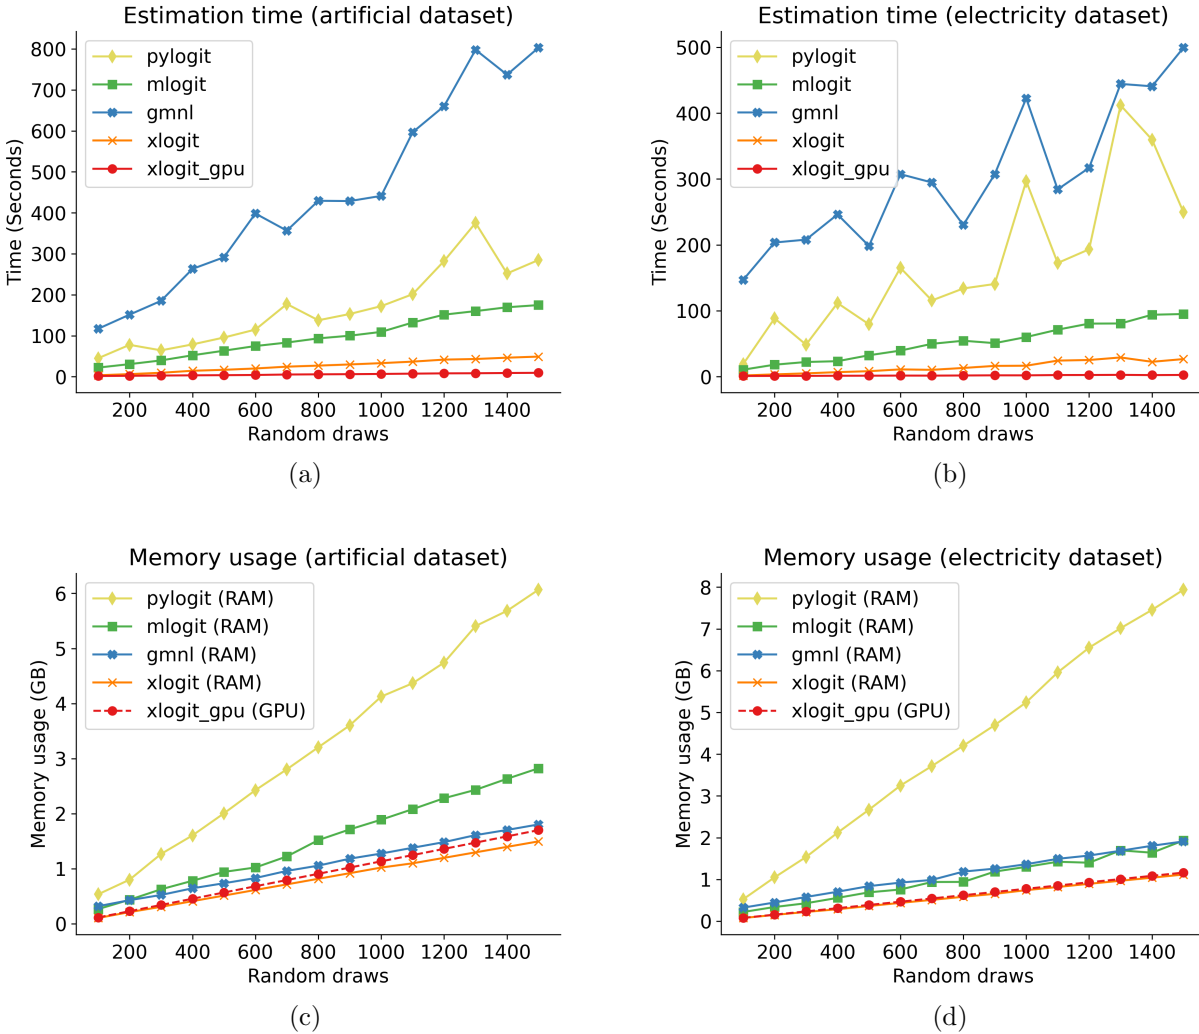 Estimation time (artificial dataset)
800
700
600
500
400
300
200
100
0
Time (Seconds)
pylogit
mlogit
gmnl
xlogit
xlogit_gpu
200 400 600 800 1000 1200 1400
Random draws
(a)
Estimation time (electricity dataset)
500
400
300
200
100
0
Time (Seconds)
pylogit
mlogit
gmnl
xlogit
xlogit_gpu
200 400 600 800 1000 1200 1400
Random draws
(b)
Memory usage (artificial dataset)
6
5
4
3
2
1
0
Memory usage (GB)
pylogit (RAM)
mlogit (RAM)
gmnl (RAM)
xlogit (RAM)
xlogit_gpu (GPU)
200 400 600 800 1000 1200 1400
Random draws
(c)
Memory usage (electricity dataset)
8
7
6
5
4
3
2
1
0
Memory usage (GB)
pylogit (RAM)
mlogit (RAM)
gmnl (RAM)
xlogit (RAM)
xlogit_gpu (GPU)
200 400 600 800 1000 1200 1400
Random draws
(d)